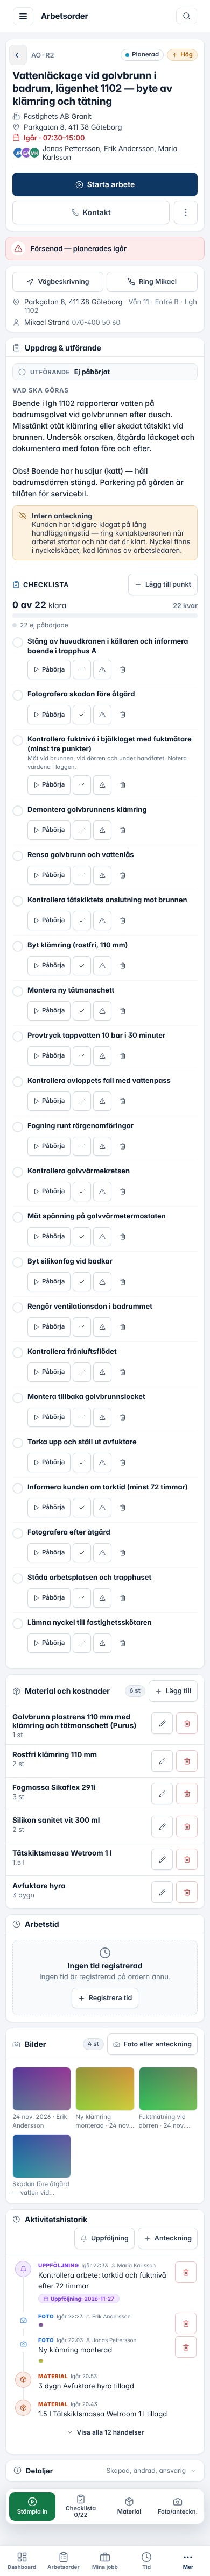 Arbetsorder
AO-R2
Planerad
Hög
Vattenläckage vid golvbrunn i
badrum, lägenhet 1102 — byte av
klämring och tätning
Fastighets AB Granit
Parkgatan 8, 411 38 Göteborg
Igår · 07:30–15:00
Jonas Pettersson, Erik Andersson, Maria
Karlsson
Starta arbete
Kontakt
Försenad — planerades igår
Vägbeskrivning
Ring Mikael
Parkgatan 8, 411 38 Göteborg · Vån 11 · Entré B · Lgh
1102
Mikael Strand 070-400 50 60
Uppdrag & utförande
UTFÖRANDE Ej påbörjat
VAD SKA GÖRAS
Boende i lgh 1102 rapporterar vatten på
badrumsgolvet vid golvbrunnen efter dusch.
Misstänkt otät klämring eller skadat tätskikt vid
brunnen. Undersök orsaken, åtgärda läckaget och
dokumentera med foto före och efter.
Obs! Boende har husdjur (katt) — håll
badrumsdörren stängd. Parkering på gården är
tillåten för servicebil.
Intern anteckning
Kunden har tidigare klagat på lång
handläggningstid — ring kontaktperson när
arbetet startar och när det är klart. Nyckel finns
i nyckelskåp, kod lämnas av arbetsledaren.
CHECKLISTA
Lägg till punkt
0 av 22 klara
22 kvar
22 ej påbörjade
Stäng av huvudkranen i källaren och informera
boende i trapphus A
Påbörja
Fotografera skadan före åtgärd
Påbörja
Kontrollera fuktnivå i bjälklaget med fuktmätare
(minst tre punkter)
Mät vid brunnen, vid dörren och under handfatet. Notera
värdena i loggen.
Påbörja
Demontera golvbrunnens klämring
Påbörja
Rensa golvbrunn och vattenlås
Påbörja
Kontrollera tätskiktets anslutning mot brunnen
Påbörja
Byt klämring (rostfri, 110 mm)
Påbörja
Montera ny tätmanschett
Påbörja
Provtryck tappvatten 10 bar i 30 minuter
Påbörja
Kontrollera avloppets fall med vattenpass
Påbörja
Fogning runt rörgenomföringar
Påbörja
Kontrollera golvvärmekretsen
Påbörja
Mät spänning på golvvärmetermostaten
Påbörja
Byt silikonfog vid badkar
Påbörja
Rengör ventilationsdon i badrummet
Påbörja
Kontrollera frånluftsflödet
Påbörja
Montera tillbaka golvbrunnslocket
Påbörja
Torka upp och ställ ut avfuktare
Påbörja
Informera kunden om torktid (minst 72 timmar)
Påbörja
Fotografera efter åtgärd
Påbörja
Städa arbetsplatsen och trapphuset
Påbörja
Lämna nyckel till fastighetsskötaren
Påbörja
Material och kostnader
6 st
Lägg till
Golvbrunn plastrens 110 mm med
klämring och tätmanschett (Purus)
1 st
Rostfri klämring 110 mm
2 st
Fogmassa Sikaflex 291i
3 st
Silikon sanitet vit 300 ml
2 st
Tätskiktsmassa Wetroom 1 l
1,5 l
Avfuktare hyra
3 dygn
Arbetstid
Ingen tid registrerad
Ingen tid är registrerad på ordern ännu.
Registrera tid
Bilder
4 st
Foto eller anteckning
24 nov. 2026 · Erik
Andersson
Ny klämring
monterad · 24 nov....
Fuktmätning vid
dörren · 24 nov....
Skadan före åtgärd
— vatten vid...
Aktivitetshistorik
Uppföljning
Anteckning
UPPFÖLJNING Igår 22:33 Maria Karlsson
Kontrollera arbete: torktid och fuktnivå
efter 72 timmar
Uppföljning: 2026-11-27
FOTO Igår 22:23 Erik Andersson
FOTO Igår 22:03 Jonas Pettersson
Ny klämring monterad
MATERIAL Igår 20:53
3 dygn Avfuktare hyra tillagd
MATERIAL Igår 20:43
1.5 l Tätskiktsmassa Wetroom 1 l tillagd
Visa alla 12 händelser
Detaljer
Skapad, ändrad, ansvarig
Stämpla in
Checklista
0/22
Material
Foto/anteckn.
Dashboard
Arbetsorder
Mina jobb
Tid
Mer